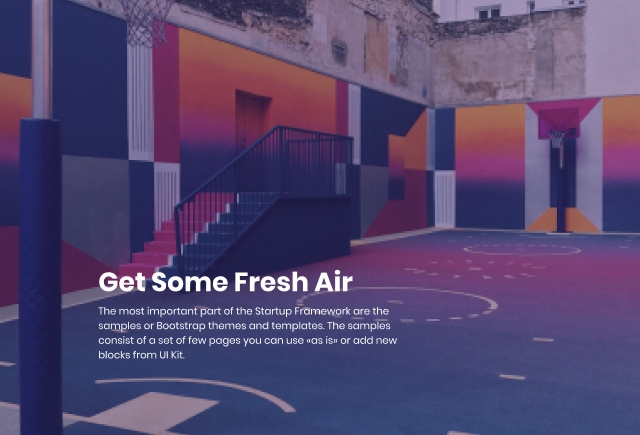 Get Some Fresh Air
The most important part of the Startup Framework are the
samples or Bootstrap themes and templates. The samples
consist of a set of few pages you can use «as is» or add new
blocks from UI Kit.